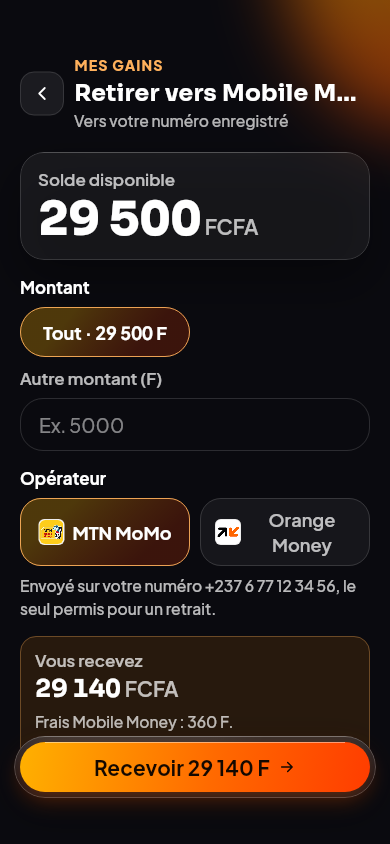 MES GAINS
Retirer vers Mobile M...
Vers votre numéro enregistré
Solde disponible
29 500 FCFA
Montant
Tout · 29 500 F
Autre montant (F)
Ex. 5000
Opérateur
MTN MoMo
Orange
Money
Envoyé sur votre numéro +237 6 77 12 34 56, le
seul permis pour un retrait.
Vous recevez
29 140 FCFA
Frais Mobile Money : 360 F.
Recevoir 29 140 F →